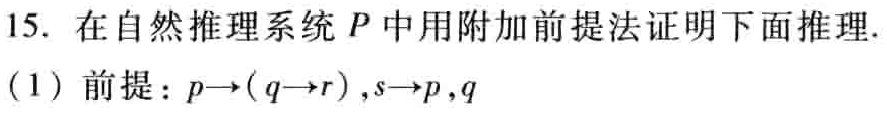 15. 在自然推理系统 P 中用附加前提法证明下面推理.
(1) 前提: p→(q→r),s→p,q